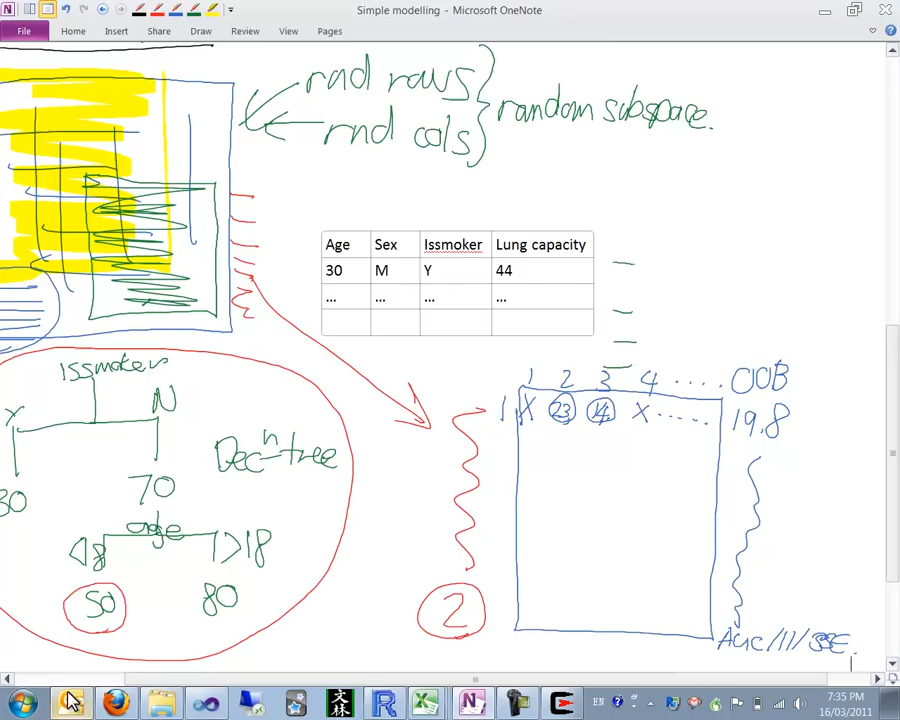 Simple modelling - Microsoft OneNote
File Home Insert Share Draw Review View Pages
rnd rows
rnd cols
random subspace.
Age Sex Issmoker Lung capacity
30 M Y 44
... ... ... ...
issmoker
Y N
Decn tree
30 70
age
<18 >18
50 80
1 2 3 4 .... OOB
1 X 23 14 X ..... 19.8
2
AUC/11/SSE.
EN
7:35 PM
16/03/2011